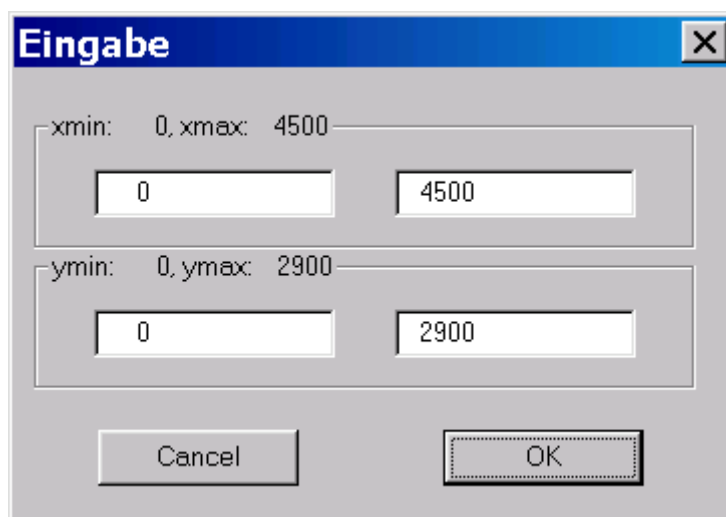 Eingabe
xmin: 0, xmax: 4500
0 4500
ymin: 0, ymax: 2900
0 2900
Cancel OK